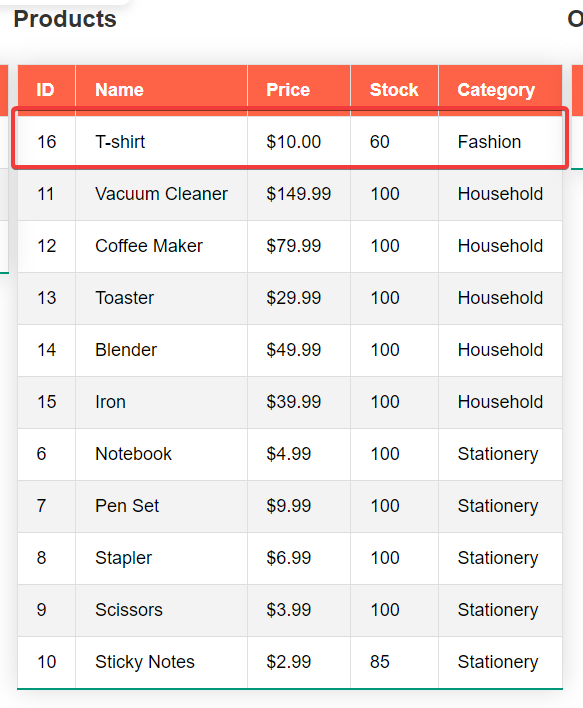 Products
O
ID Name Price Stock Category
16 T-shirt $10.00 60 Fashion
11 Vacuum Cleaner $149.99 100 Household
12 Coffee Maker $79.99 100 Household
13 Toaster $29.99 100 Household
14 Blender $49.99 100 Household
15 Iron $39.99 100 Household
6 Notebook $4.99 100 Stationery
7 Pen Set $9.99 100 Stationery
8 Stapler $6.99 100 Stationery
9 Scissors $3.99 100 Stationery
10 Sticky Notes $2.99 85 Stationery